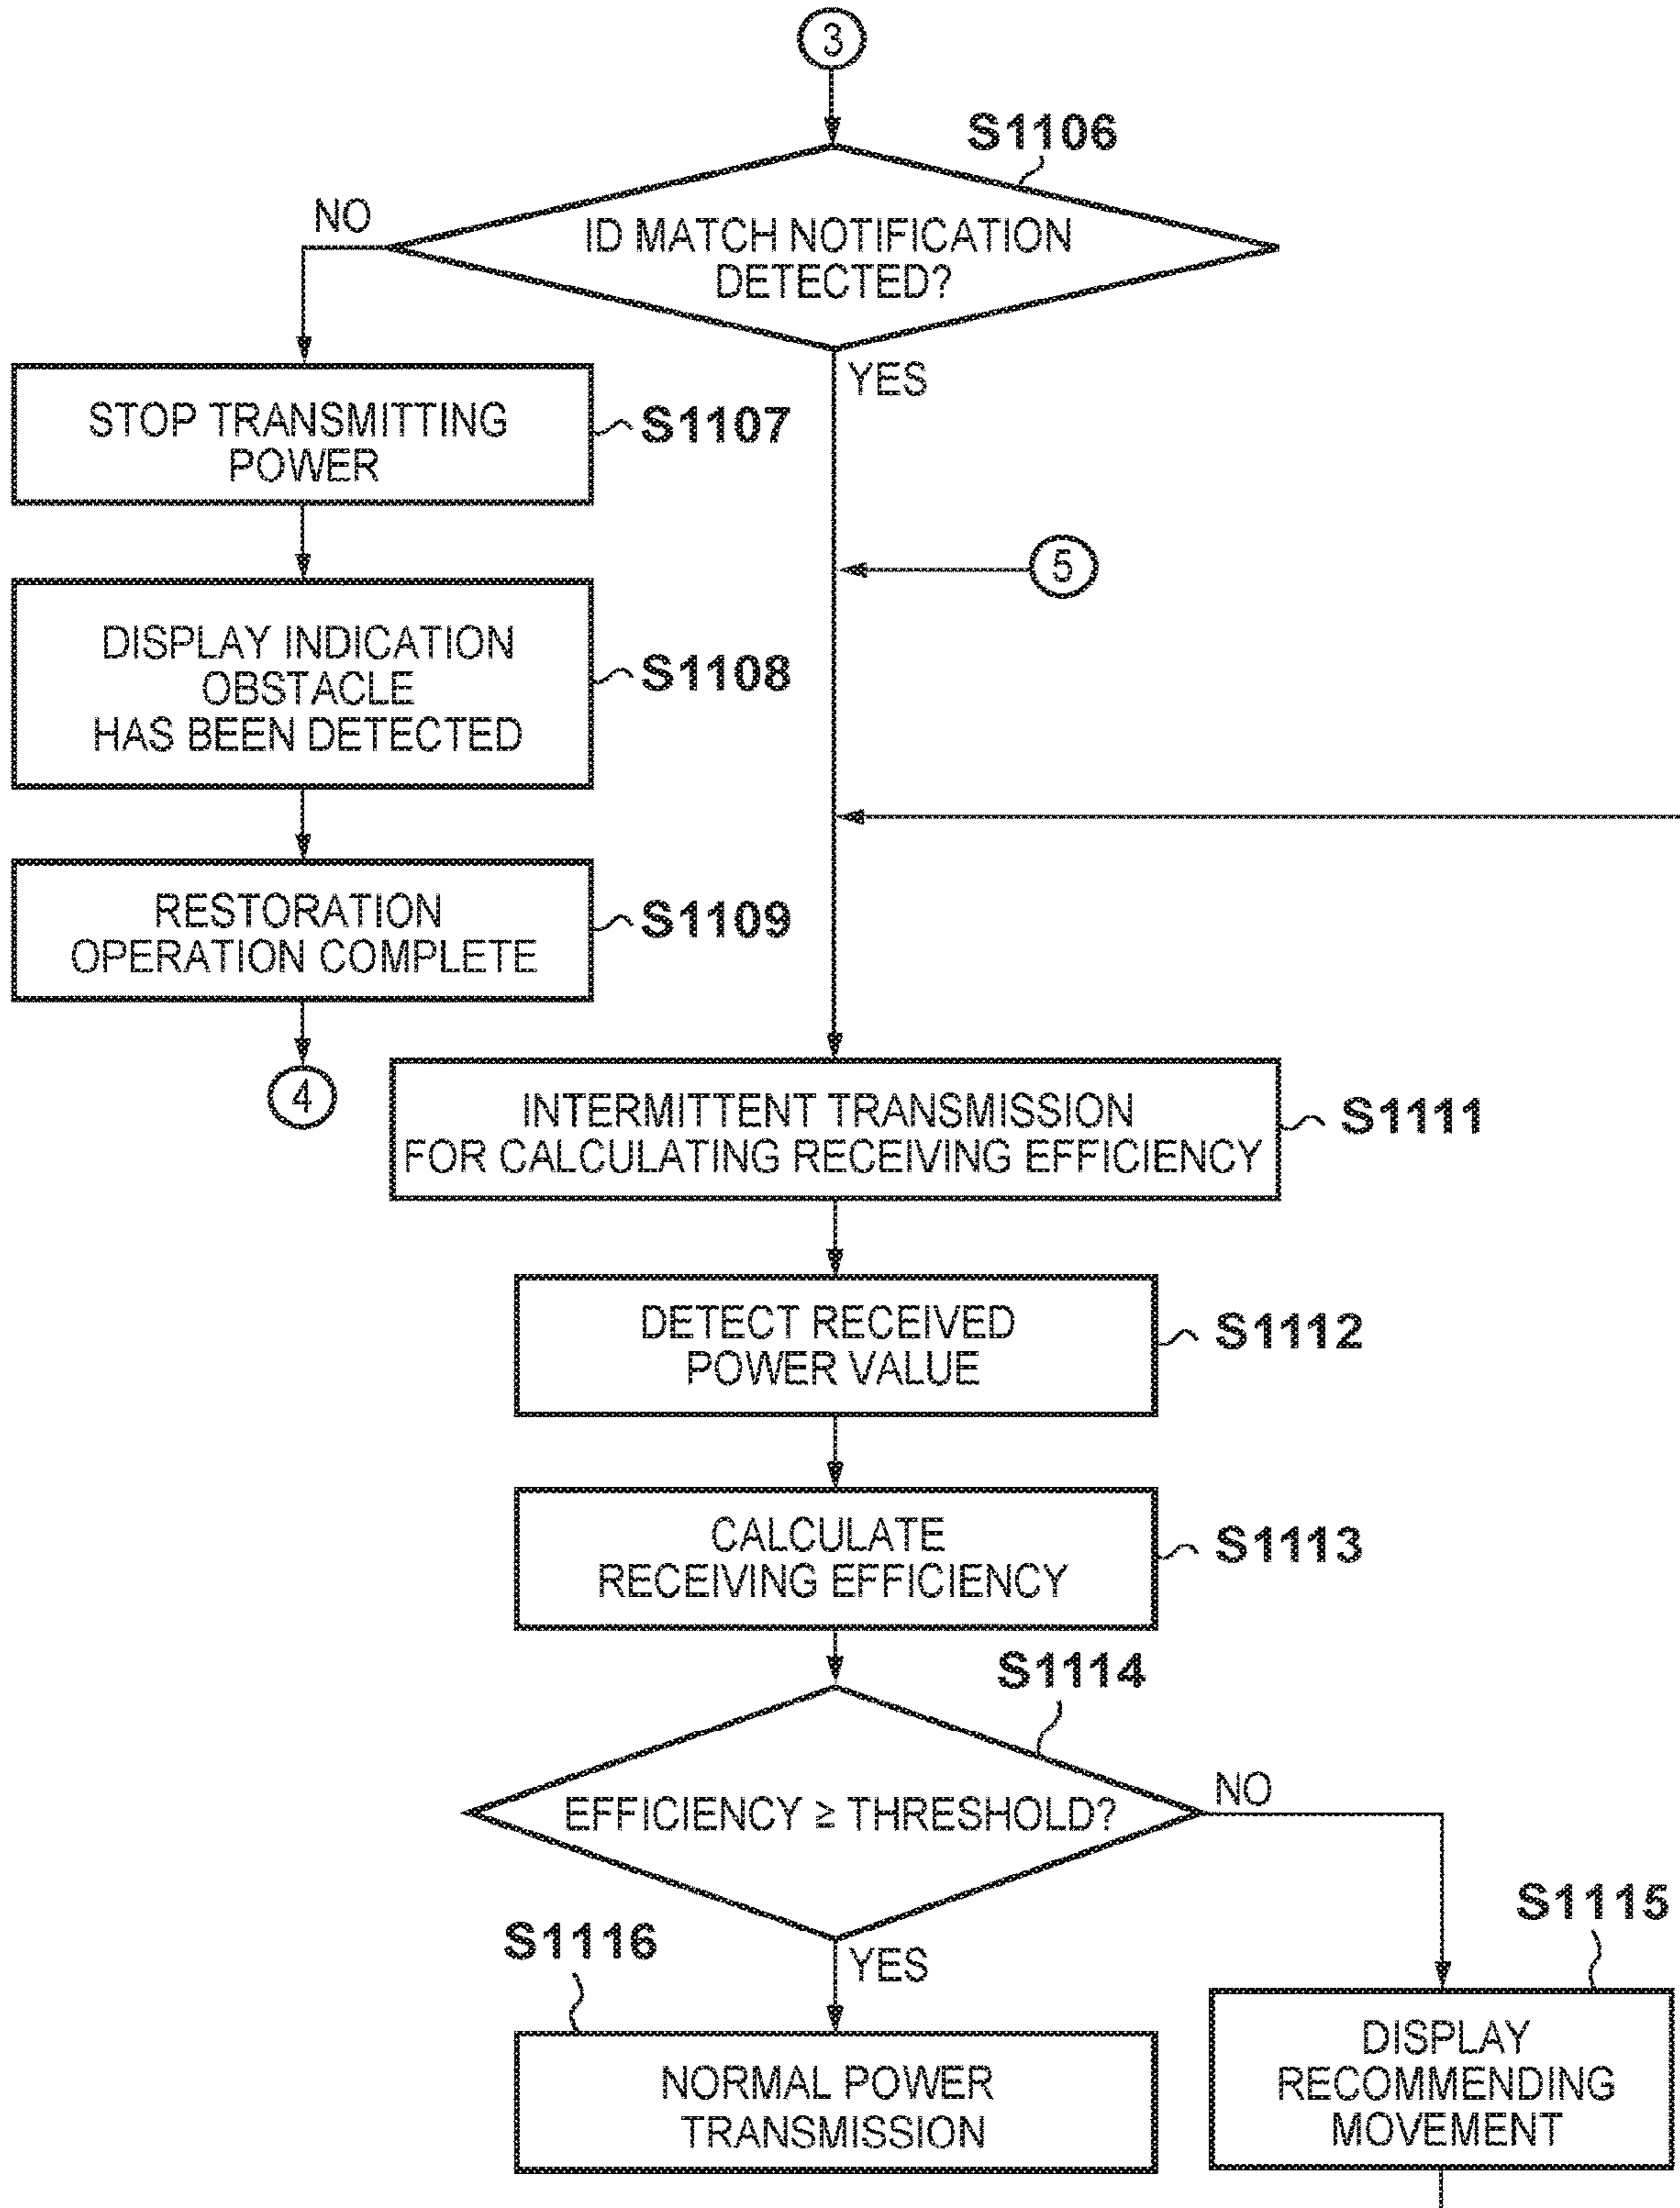 3
S1106
NO
ID MATCH NOTIFICATION
DETECTED?
YES
STOP TRANSMITTING
POWER
S1107
5
DISPLAY INDICATION
OBSTACLE
HAS BEEN DETECTED
S1108
RESTORATION
OPERATION COMPLETE
S1109
4
INTERMITTENT TRANSMISSION
FOR CALCULATING RECEIVING EFFICIENCY
S1111
DETECT RECEIVED
POWER VALUE
S1112
CALCULATE
RECEIVING EFFICIENCY
S1113
S1114
EFFICIENCY ≥ THRESHOLD?
NO
YES
S1115
S1116
NORMAL POWER
TRANSMISSION
DISPLAY
RECOMMENDING
MOVEMENT